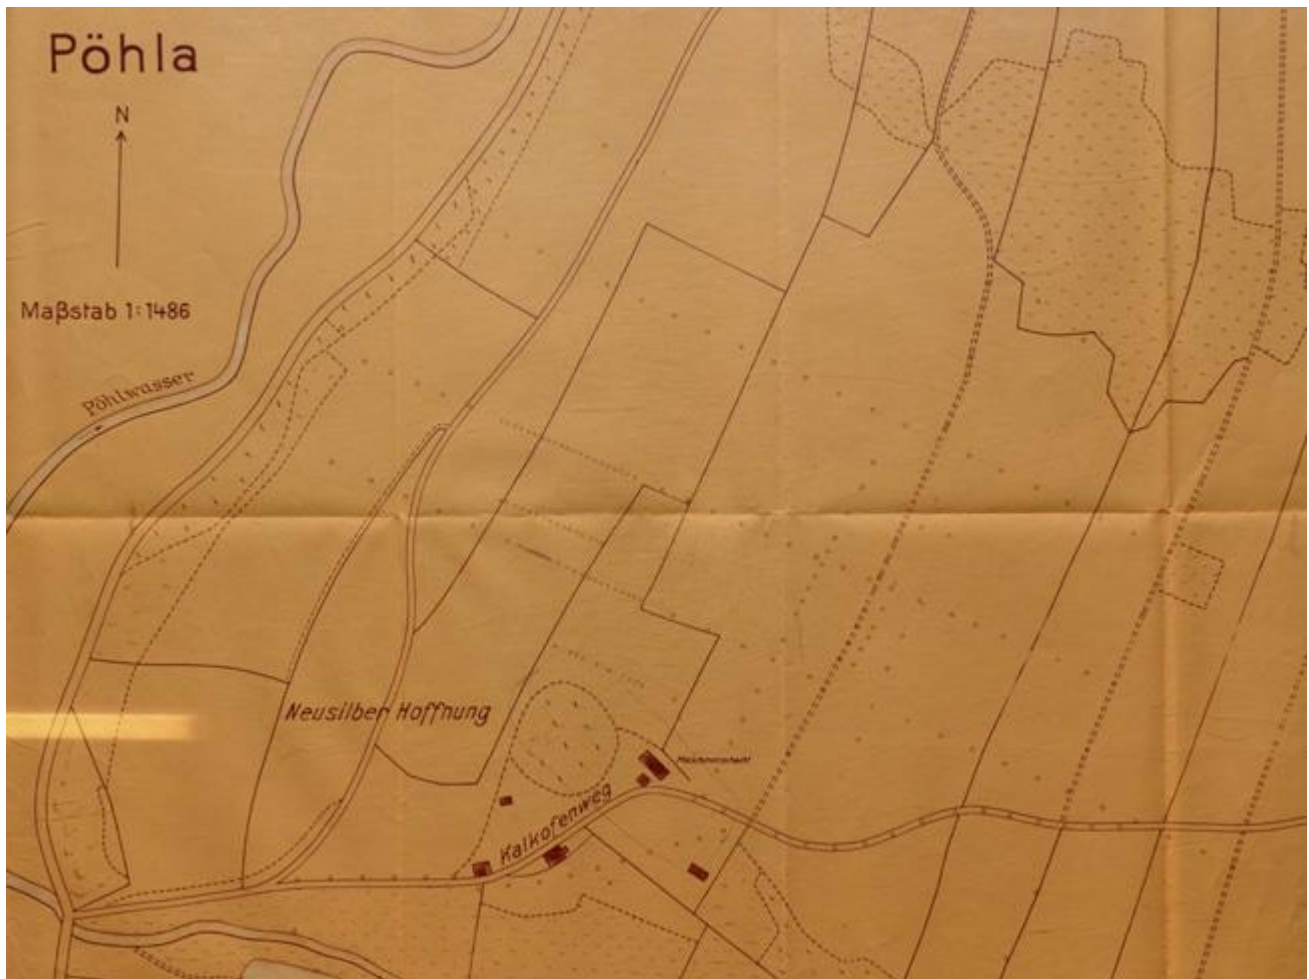 Pöhla
N
Maßstab 1:1486
Pöhlwasser
Neusilber Hoffnung
Kalkofenweg